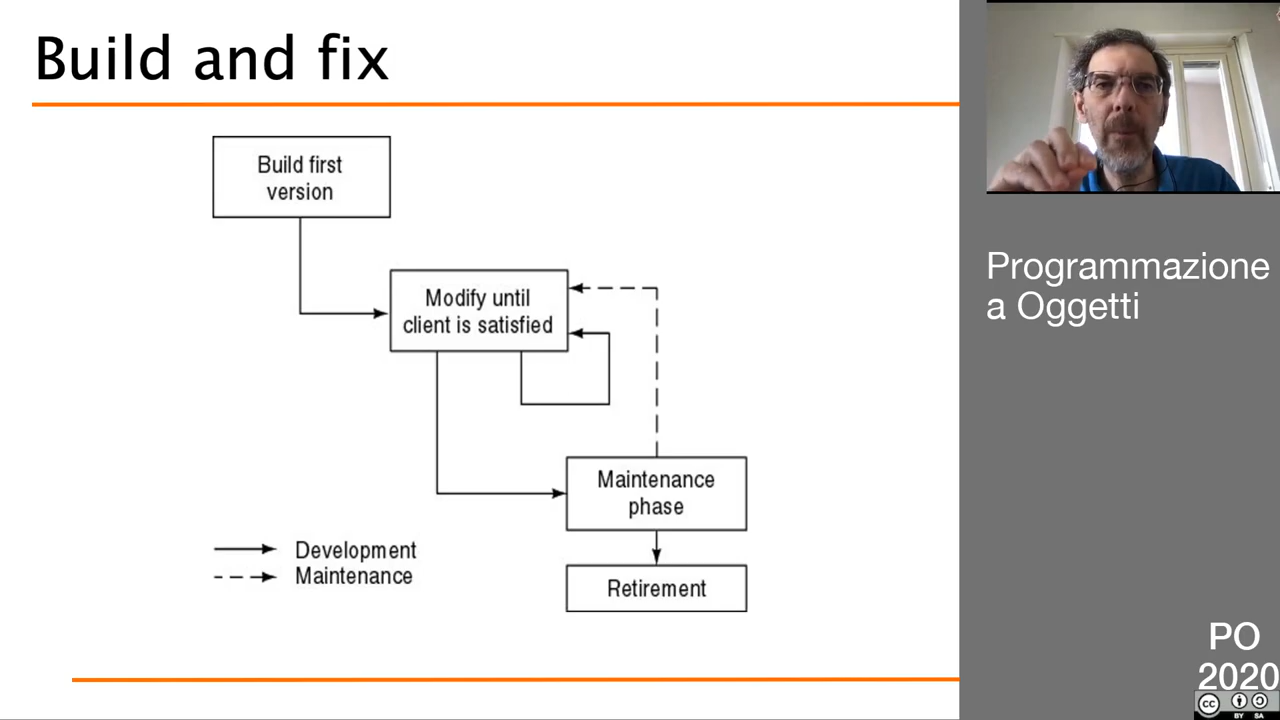 Build and fix
Build first
version
Modify until
client is satisfied
Maintenance
phase
Retirement
Development
Maintenance
Programmazione
a Oggetti
PO
2020
cc
BY SA